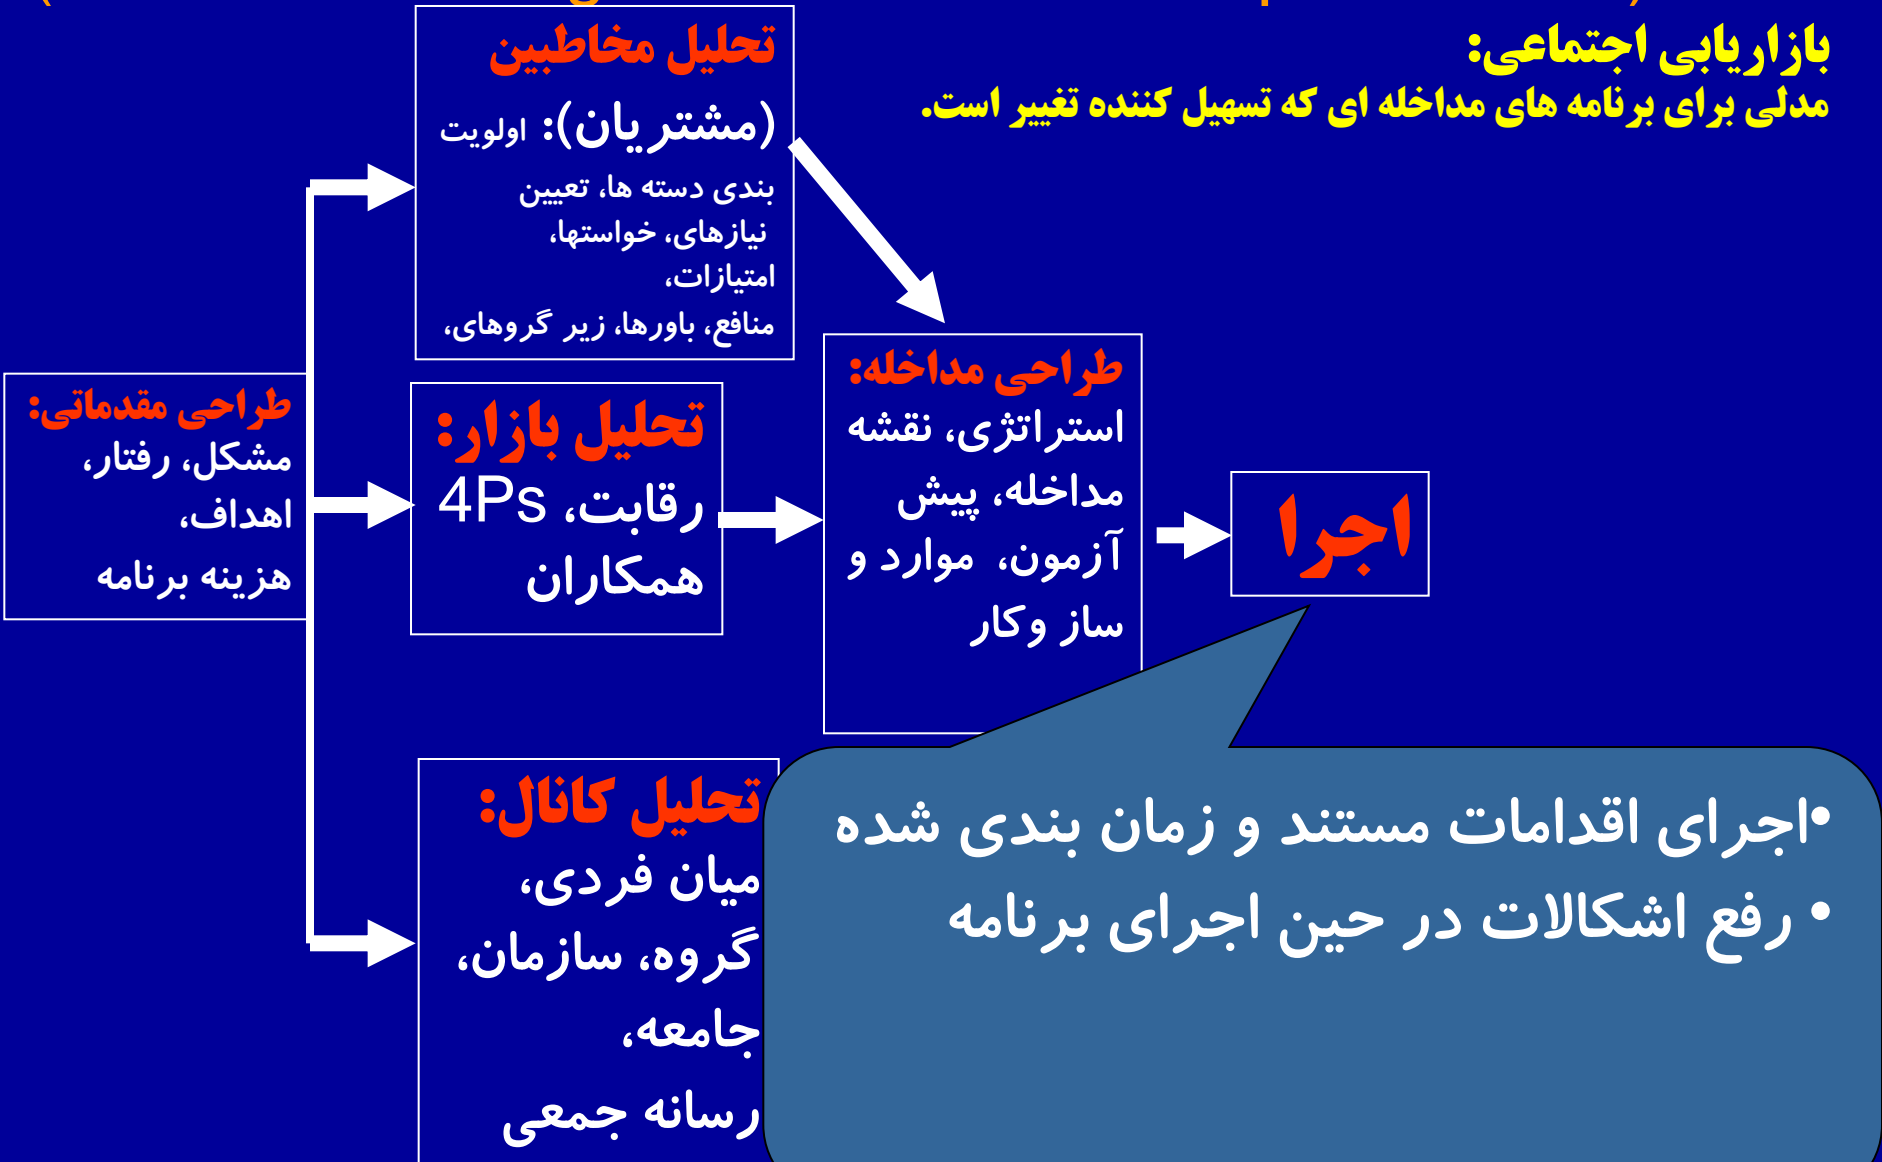 بازاریابی اجتماعی:
مدلی برای برنامه های مداخله ای که تسهیل کننده تغییر است.
طراحی مقدماتی:
مشکل، رفتار،
اهداف،
هزینه برنامه
تحلیل مخاطبین
(مشتریان): اولویت
بندی دسته ها، تعیین
نیازهای، خواستها،
امتیازات،
منافع، باورها، زیر گروهای،
تحلیل بازار:
رقابت، 4Ps
همکاران
تحلیل کانال:
میان فردی،
گروه، سازمان،
جامعه،
رسانه جمعی
طراحی مداخله:
استراتژی، نقشه
مداخله، پیش
آزمون، موارد و
ساز وکار
اجرا
•اجرای اقدامات مستند و زمان بندی شده
• رفع اشکالات در حین اجرای برنامه